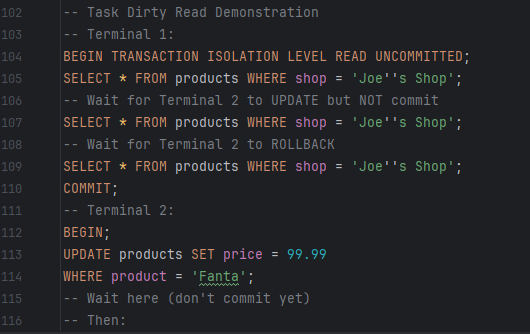 102 -- Task Dirty Read Demonstration
103 -- Terminal 1:
104 BEGIN TRANSACTION ISOLATION LEVEL READ UNCOMMITTED;
105 SELECT * FROM products WHERE shop = 'Joe''s Shop';
106 -- Wait for Terminal 2 to UPDATE but NOT commit
107 SELECT * FROM products WHERE shop = 'Joe''s Shop';
108 -- Wait for Terminal 2 to ROLLBACK
109 SELECT * FROM products WHERE shop = 'Joe''s Shop';
110 COMMIT;
111 -- Terminal 2:
112 BEGIN;
113 UPDATE products SET price = 99.99
114 WHERE product = 'Fanta';
115 -- Wait here (don't commit yet)
116 -- Then: